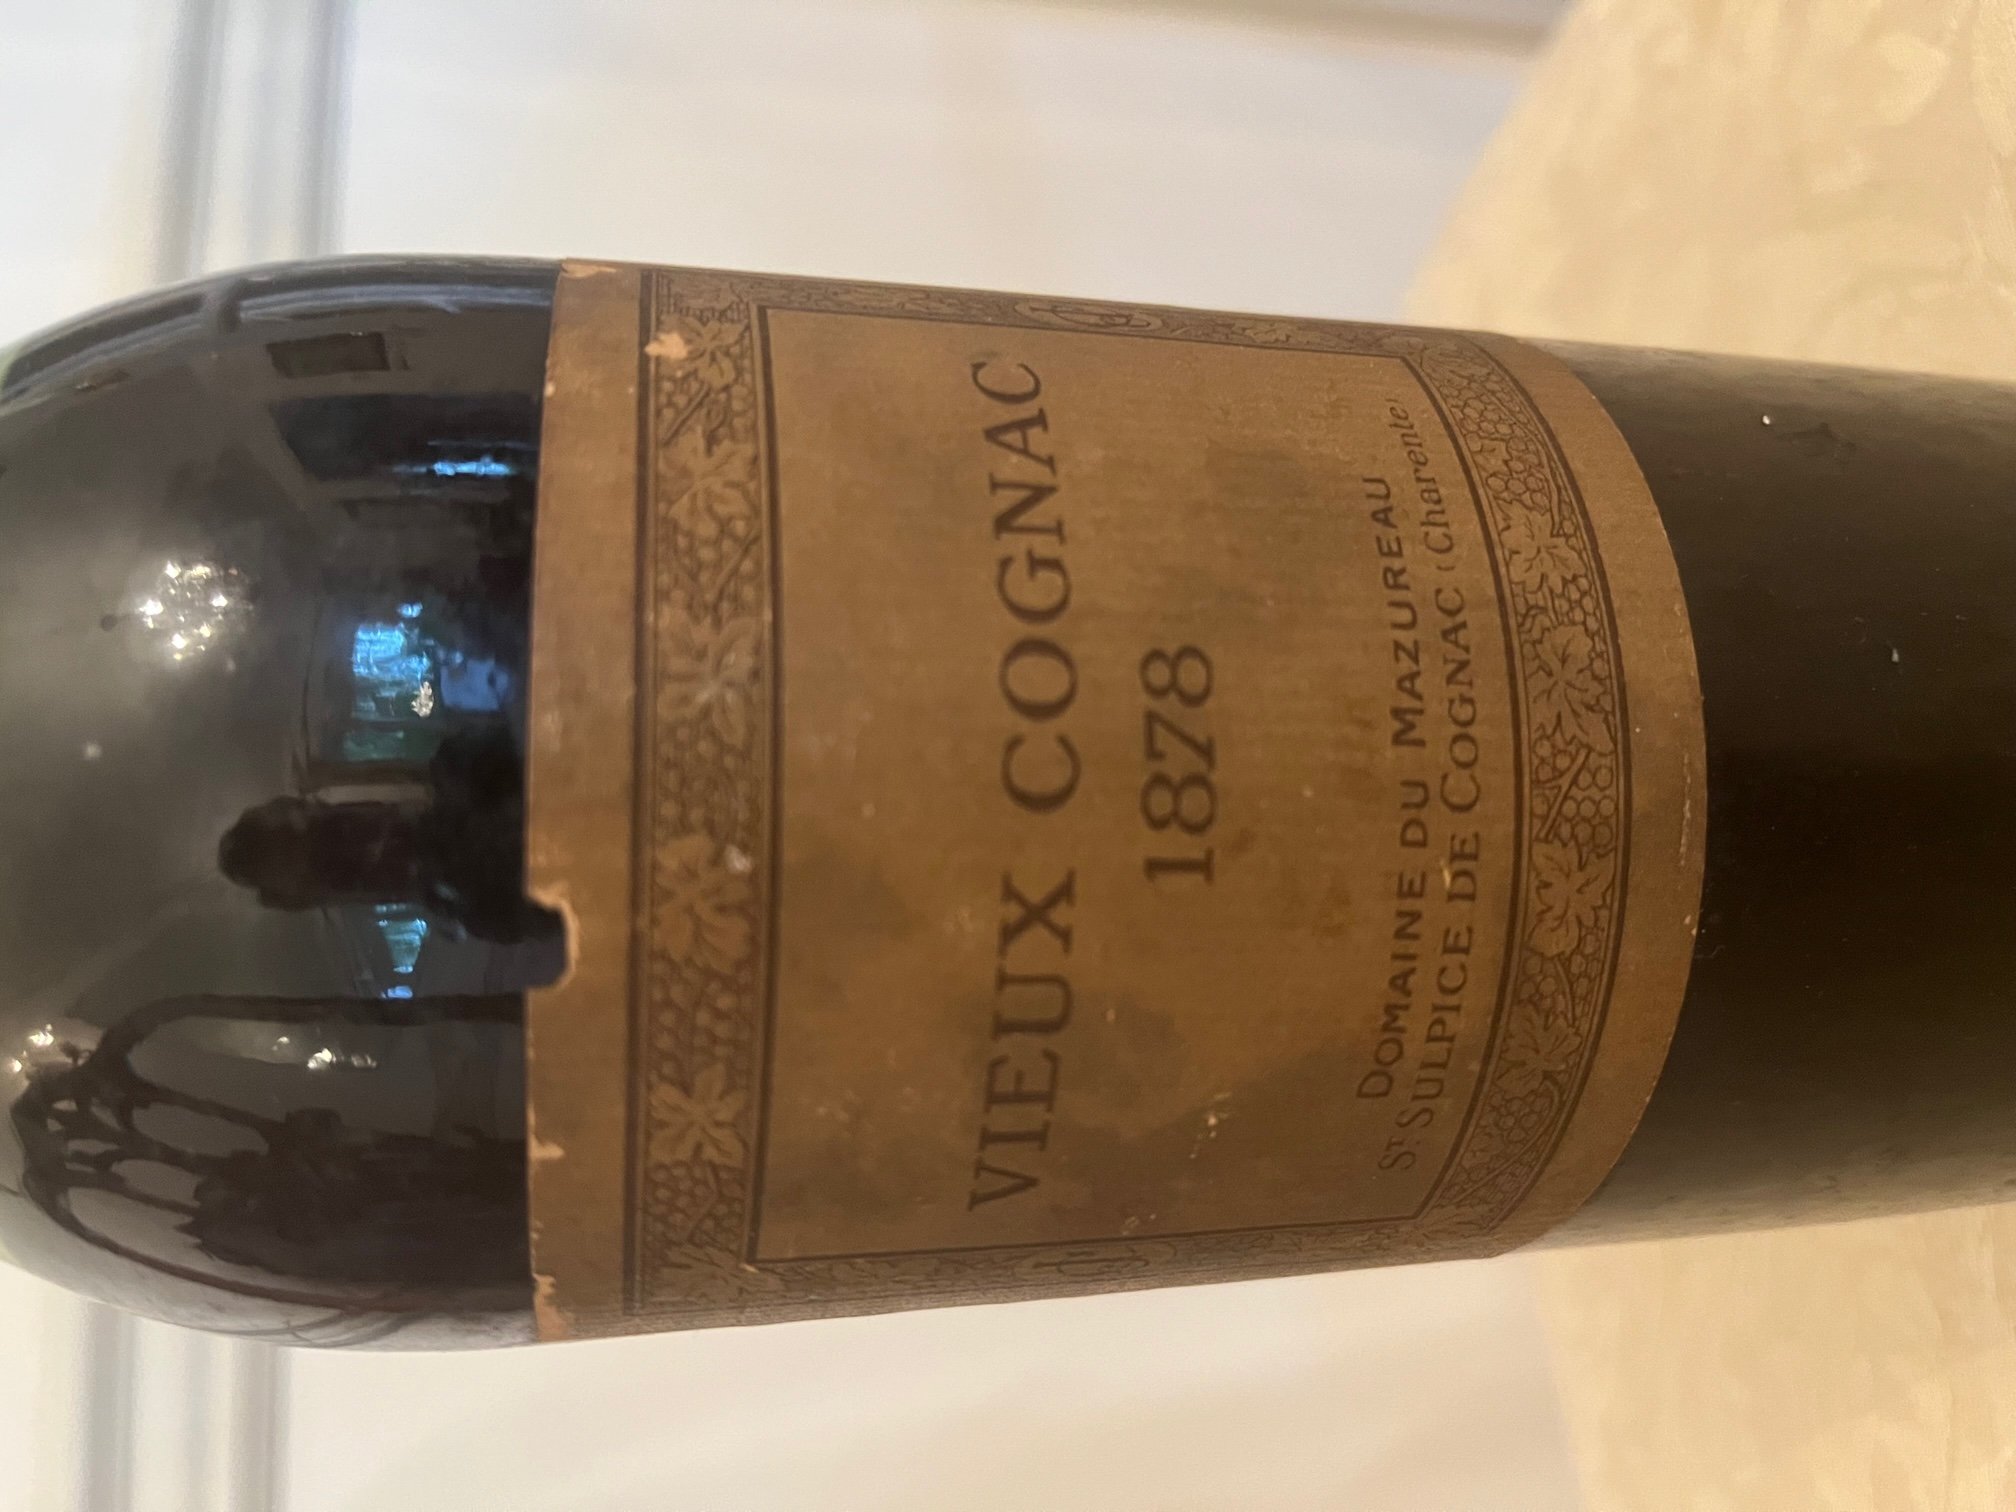 VIEUX COGNAC
1878
DOMAINE DU MAZUREAU
ST. SULPICE DE COGNAC (Charente)